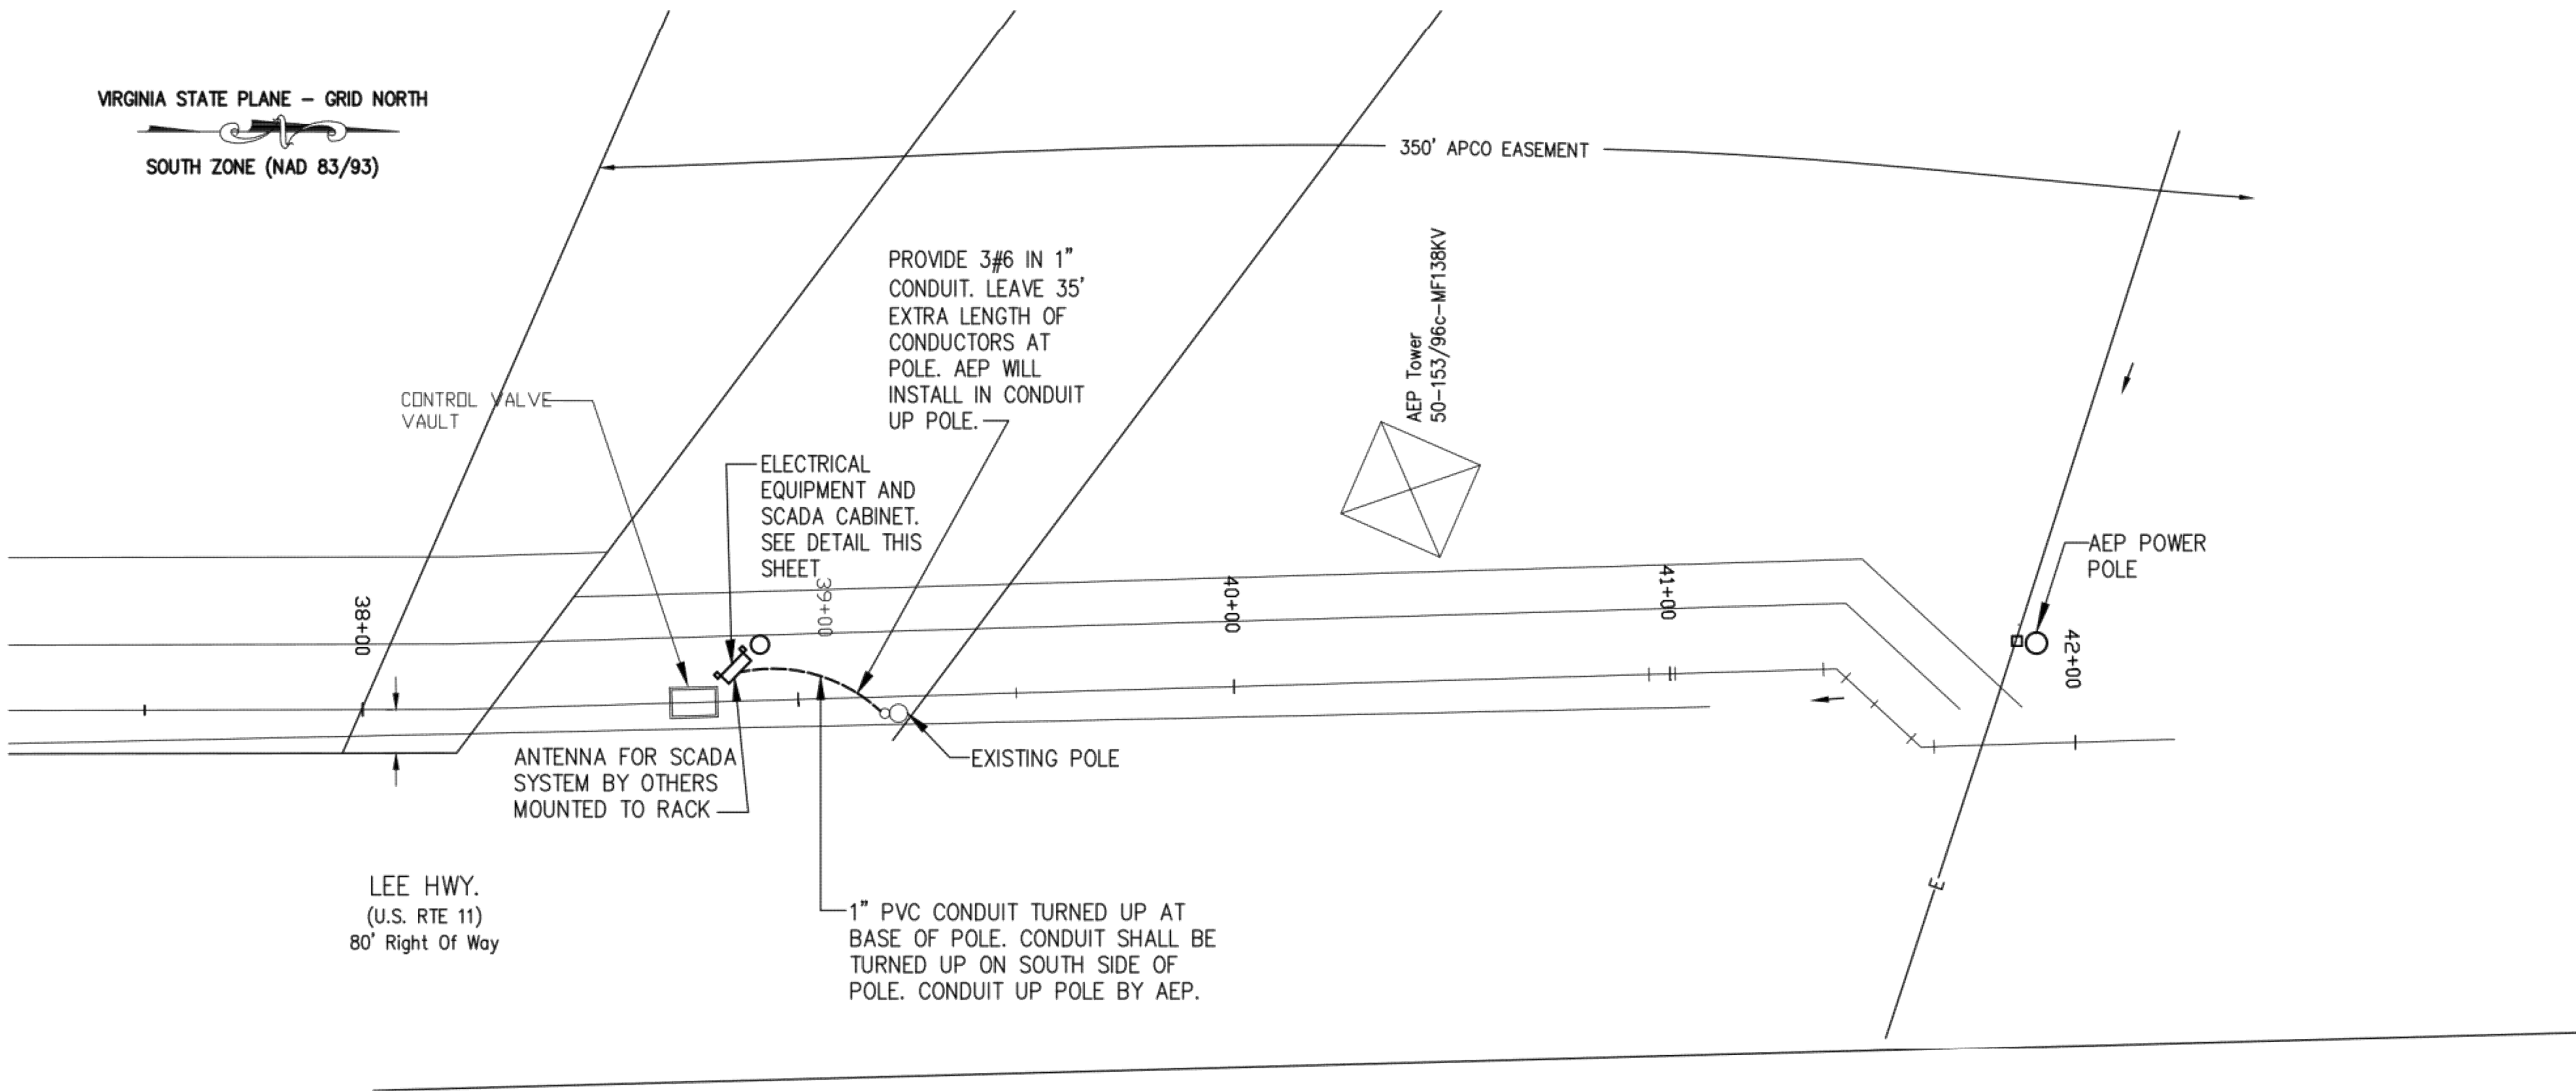 VIRGINIA STATE PLANE – GRID NORTH
SOUTH ZONE (NAD 83/93)
350' APCO EASEMENT
PROVIDE 3#6 IN 1"
CONDUIT. LEAVE 35'
EXTRA LENGTH OF
CONDUCTORS AT
POLE. AEP WILL
INSTALL IN CONDUIT
UP POLE.
AEP Tower
50-153/96c-MF138KV
CONTROL VALVE
VAULT
ELECTRICAL
EQUIPMENT AND
SCADA CABINET.
SEE DETAIL THIS
SHEET
AEP POWER
POLE
38+00
39+00
40+00
41+00
42+00
ANTENNA FOR SCADA
SYSTEM BY OTHERS
MOUNTED TO RACK
EXISTING POLE
LEE HWY.
(U.S. RTE 11)
80' Right Of Way
1" PVC CONDUIT TURNED UP AT
BASE OF POLE. CONDUIT SHALL BE
TURNED UP ON SOUTH SIDE OF
POLE. CONDUIT UP POLE BY AEP.
E